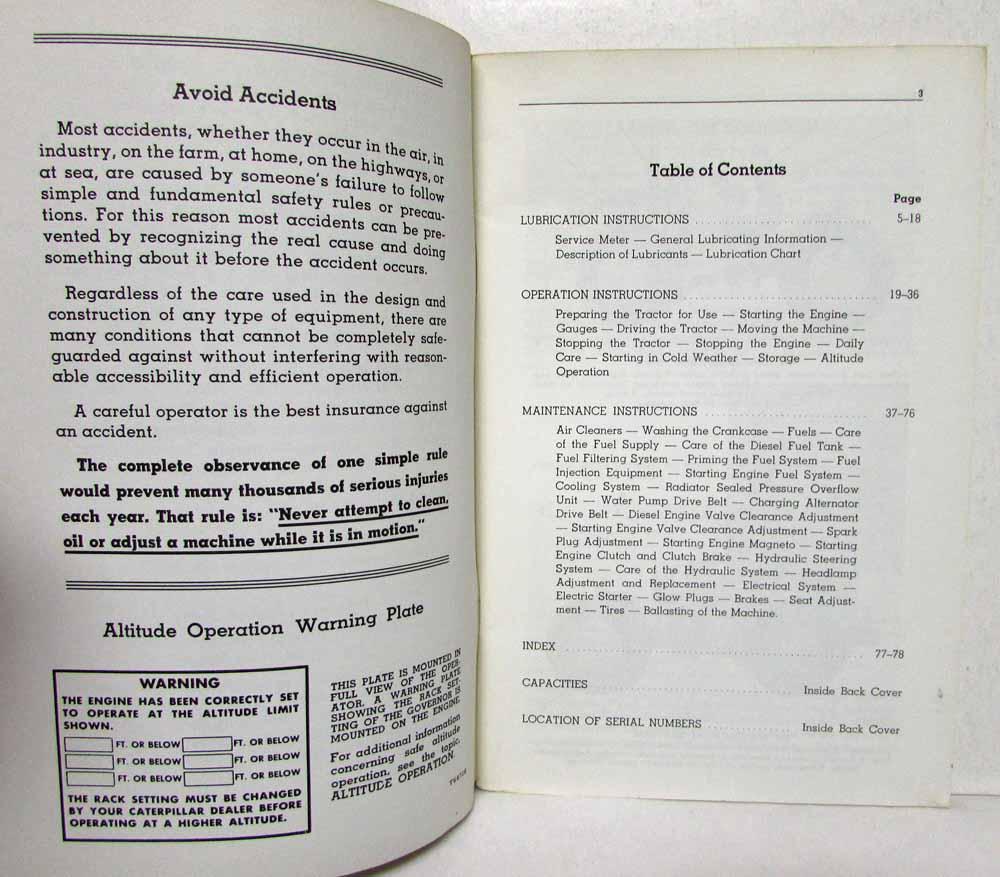 Avoid Accidents
Most accidents, whether they occur in the air, in
industry, on the farm, at home, on the highways, or
at sea, are caused by someone's failure to follow
simple and fundamental safety rules or precau-
tions. For this reason most accidents can be pre-
vented by recognizing the real cause and doing
something about it before the accident occurs.
Regardless of the care used in the design and
construction of any type of equipment, there are
many conditions that cannot be completely safe-
guarded against without interfering with reason-
able accessibility and efficient operation.
A careful operator is the best insurance against
an accident.
The complete observance of one simple rule
would prevent many thousands of serious injuries
each year. That rule is: "Never attempt to clean,
oil or adjust a machine while it is in motion."
Altitude Operation Warning Plate
WARNING
THE ENGINE HAS BEEN CORRECTLY SET
TO OPERATE AT THE ALTITUDE LIMIT
SHOWN.
FT. OR BELOW FT. OR BELOW
FT. OR BELOW FT. OR BELOW
FT. OR BELOW FT. OR BELOW
THE RACK SETTING MUST BE CHANGED
BY YOUR CATERPILLAR DEALER BEFORE
OPERATING AT A HIGHER ALTITUDE.
THIS PLATE IS MOUNTED IN
FULL VIEW OF THE OPER-
ATOR. A WARNING PLATE
SHOWING THE RACK SET-
TING OF THE GOVERNOR IS
MOUNTED ON THE ENGINE.
For additional information
concerning safe altitude
operation, see the topic,
ALTITUDE OPERATION.
3
Table of Contents
Page
LUBRICATION INSTRUCTIONS . . . . . . . . . . 5–18
Service Meter — General Lubricating Information —
Description of Lubricants — Lubrication Chart
OPERATION INSTRUCTIONS . . . . . . . . . . 19–36
Preparing the Tractor for Use — Starting the Engine —
Gauges — Driving the Tractor — Moving the Machine —
Stopping the Tractor — Stopping the Engine — Daily
Care — Starting in Cold Weather — Storage — Altitude
Operation
MAINTENANCE INSTRUCTIONS . . . . . . . . . . 37–76
Air Cleaners — Washing the Crankcase — Fuels — Care
of the Fuel Supply — Care of the Diesel Fuel Tank —
Fuel Filtering System — Priming the Fuel System — Fuel
Injection Equipment — Starting Engine Fuel System —
Cooling System — Radiator Sealed Pressure Overflow
Unit — Water Pump Drive Belt — Charging Alternator
Drive Belt — Diesel Engine Valve Clearance Adjustment
— Starting Engine Valve Clearance Adjustment — Spark
Plug Adjustment — Starting Engine Magneto — Starting
Engine Clutch and Clutch Brake — Hydraulic Steering
System — Care of the Hydraulic System — Headlamp
Adjustment and Replacement — Electrical System —
Electric Starter — Glow Plugs — Brakes — Seat Adjust-
ment — Tires — Ballasting of the Machine.
INDEX . . . . . . . . . . 77–78
CAPACITIES . . . . . . . . . . Inside Back Cover
LOCATION OF SERIAL NUMBERS . . . . . . . . . . Inside Back Cover